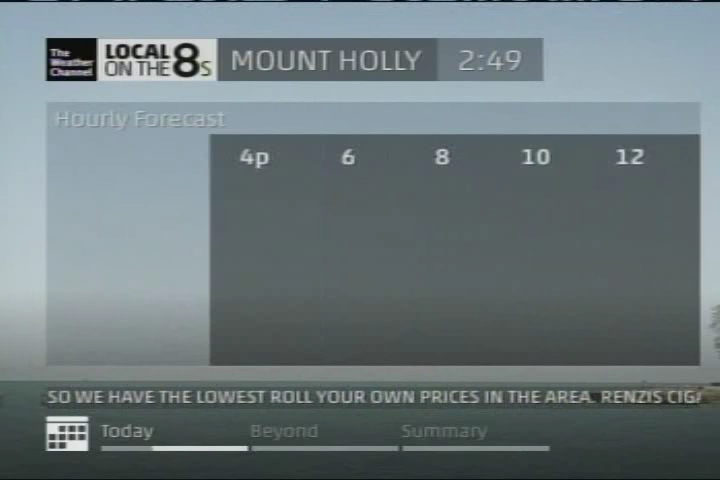 The Weather Channel
LOCAL ON THE 8s
MOUNT HOLLY 2:49
Hourly Forecast
4p 6 8 10 12
SO WE HAVE THE LOWEST ROLL YOUR OWN PRICES IN THE AREA. RENZIS CIGA
Today Beyond Summary